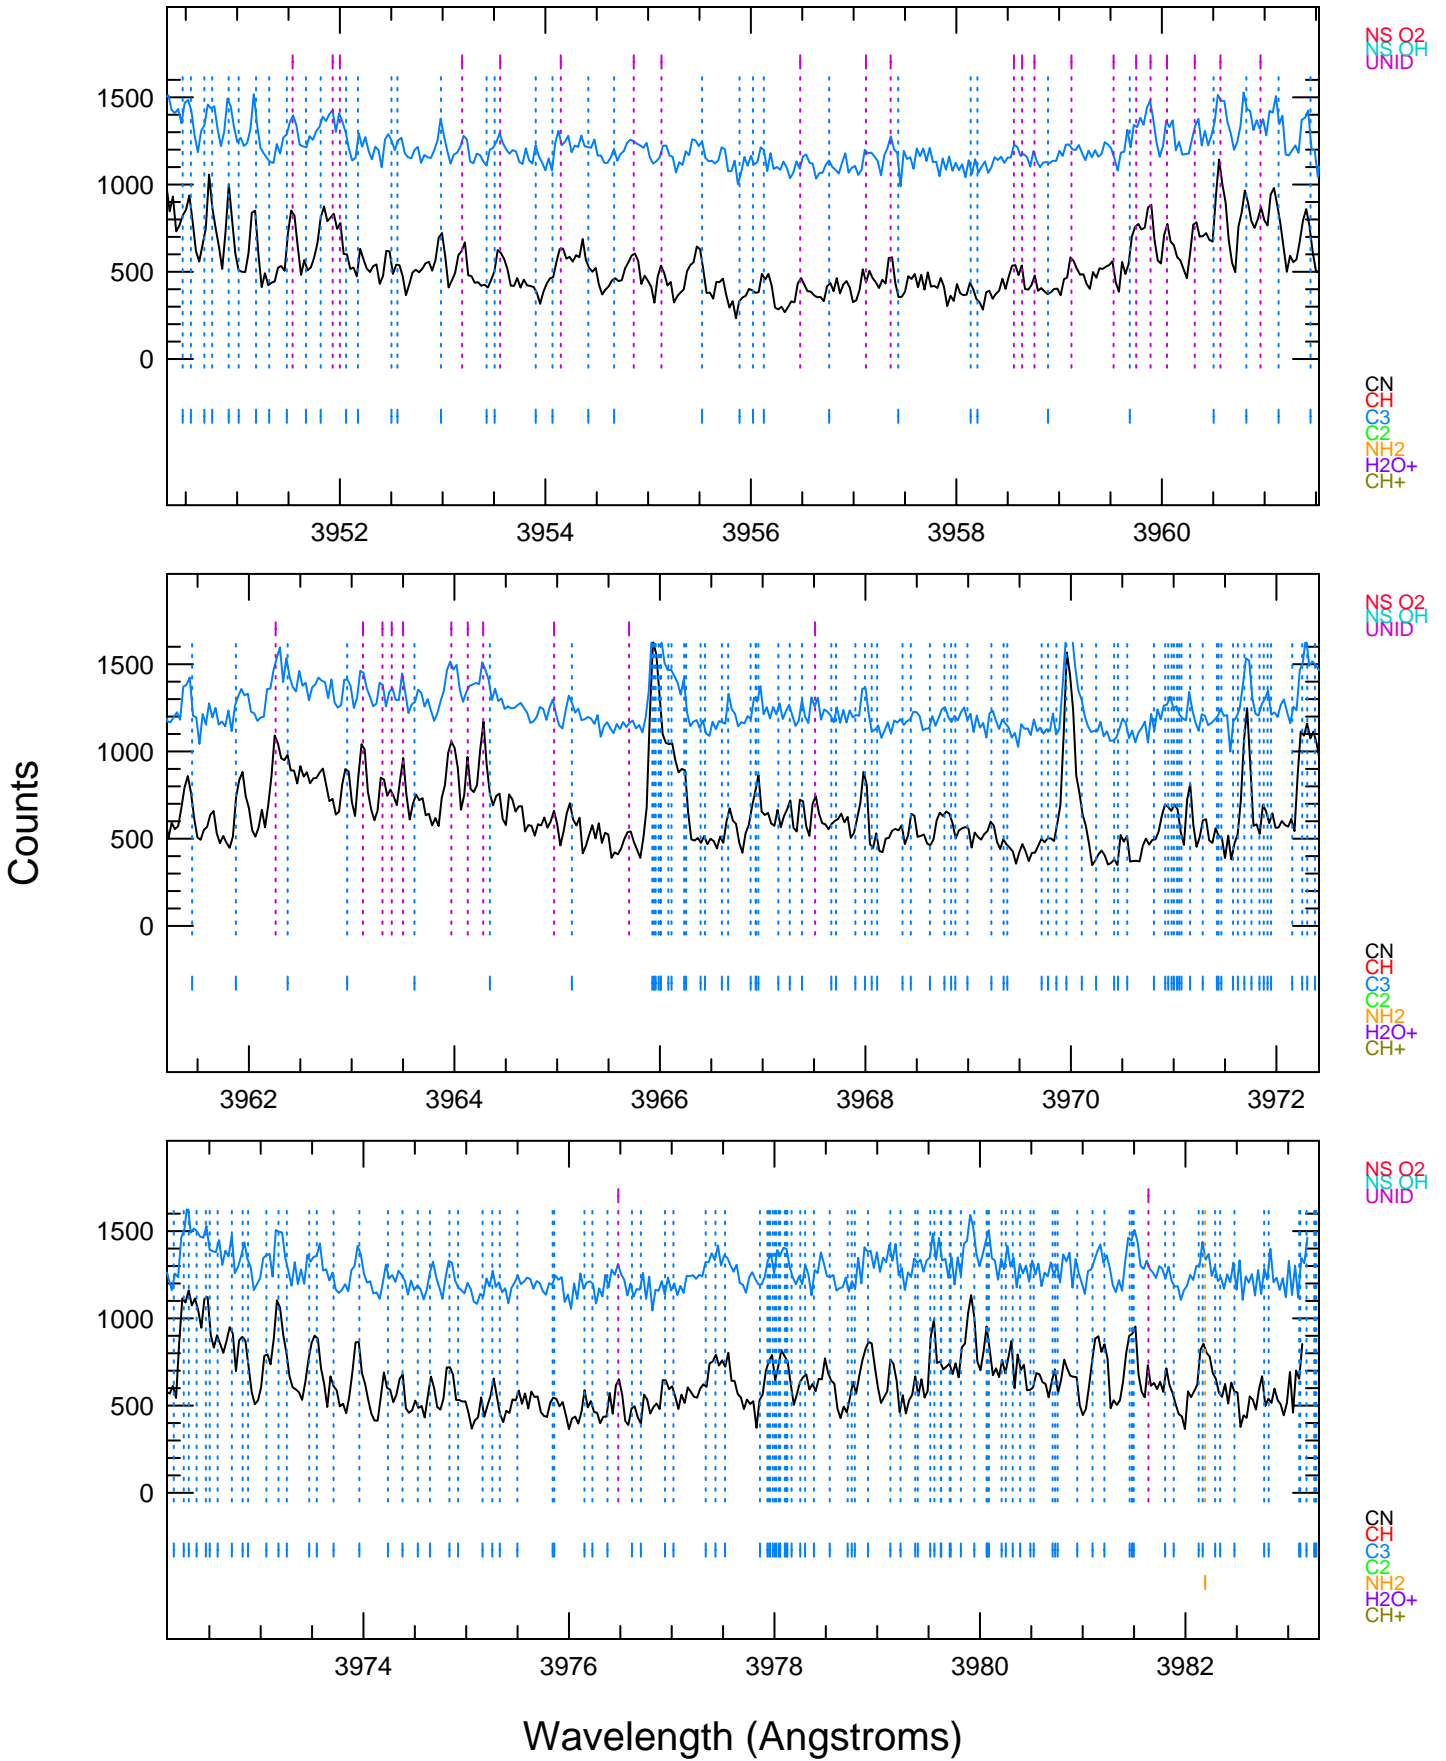 NS O2
NS OH
UNID
1500
1000
500
0
CN
CH
C3
C2
NH2
H2O+
CH+
3952
3954
3956
3958
3960
NS O2
NS OH
UNID
1500
1000
500
0
CN
CH
C3
C2
NH2
H2O+
CH+
3962
3964
3966
3968
3970
3972
Counts
NS O2
NS OH
UNID
1500
1000
500
0
CN
CH
C3
C2
NH2
H2O+
CH+
3974
3976
3978
3980
3982
Wavelength (Angstroms)